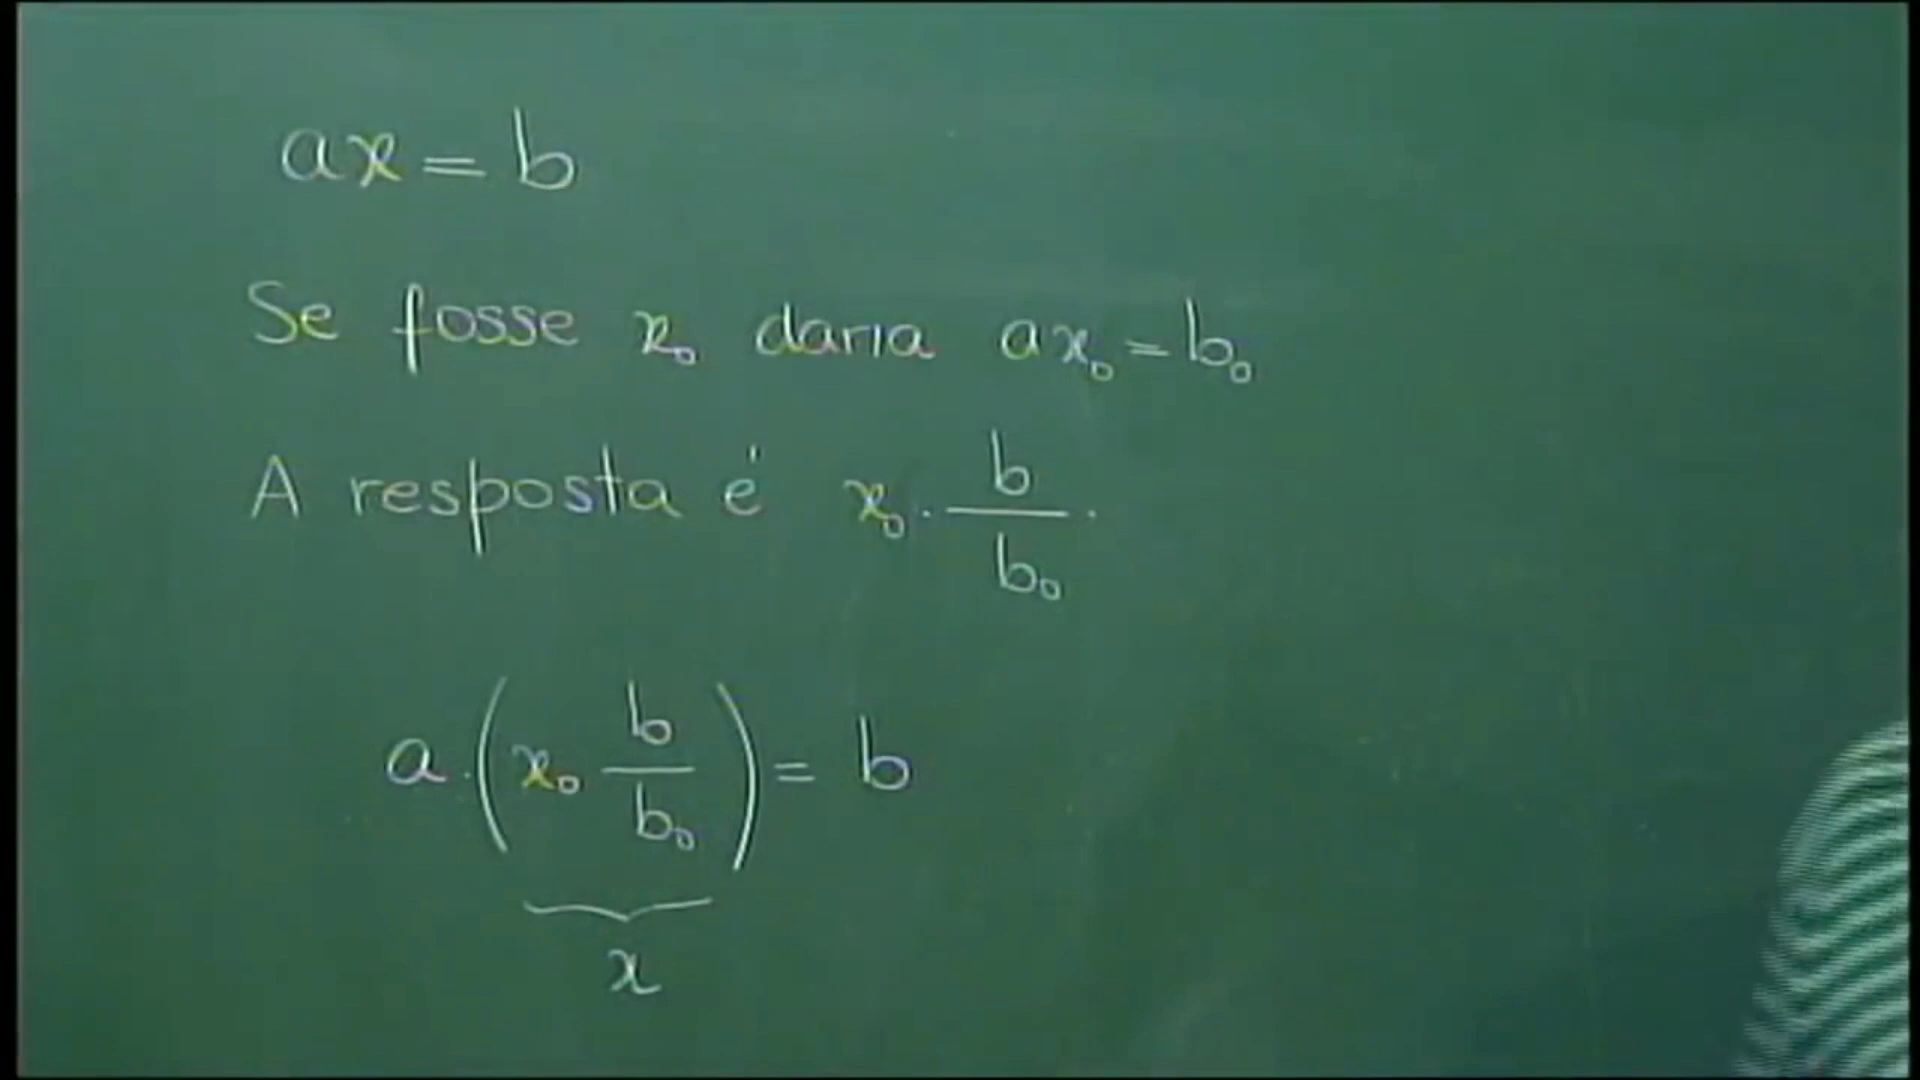 ax = b
Se fosse x₀ daria ax₀ = b₀
A resposta é x₀ · b/b₀ .
a · (x₀ b/b₀) = b
x